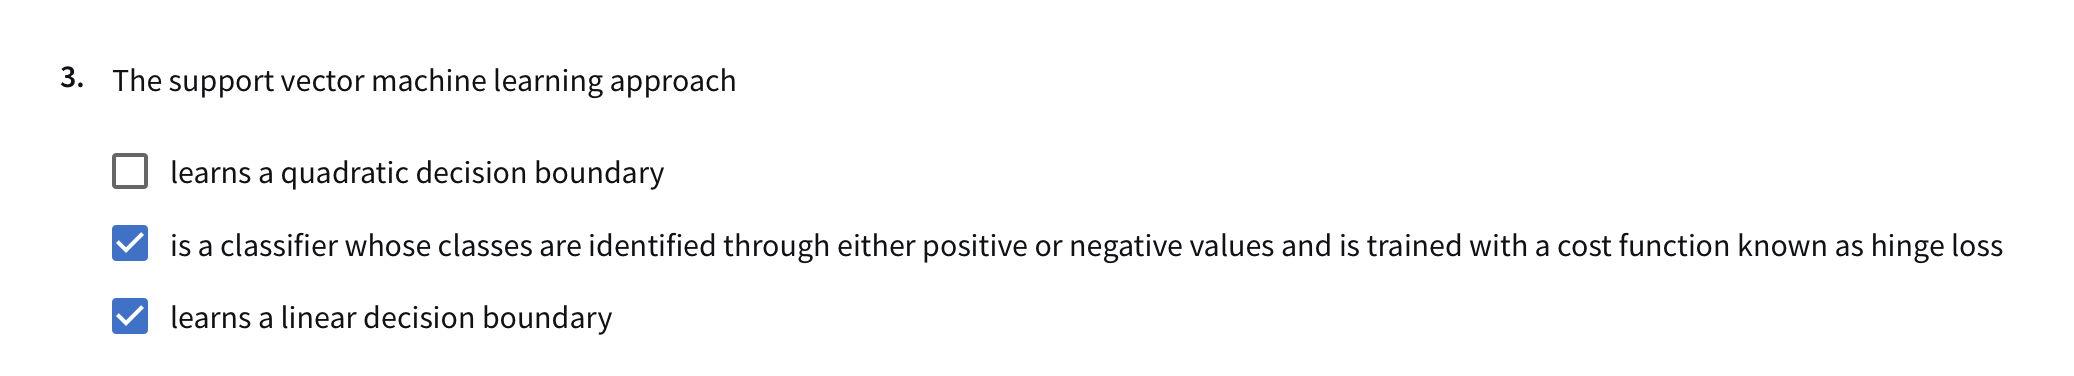 3. The support vector machine learning approach
learns a quadratic decision boundary
is a classifier whose classes are identified through either positive or negative values and is trained with a cost function known as hinge loss
learns a linear decision boundary